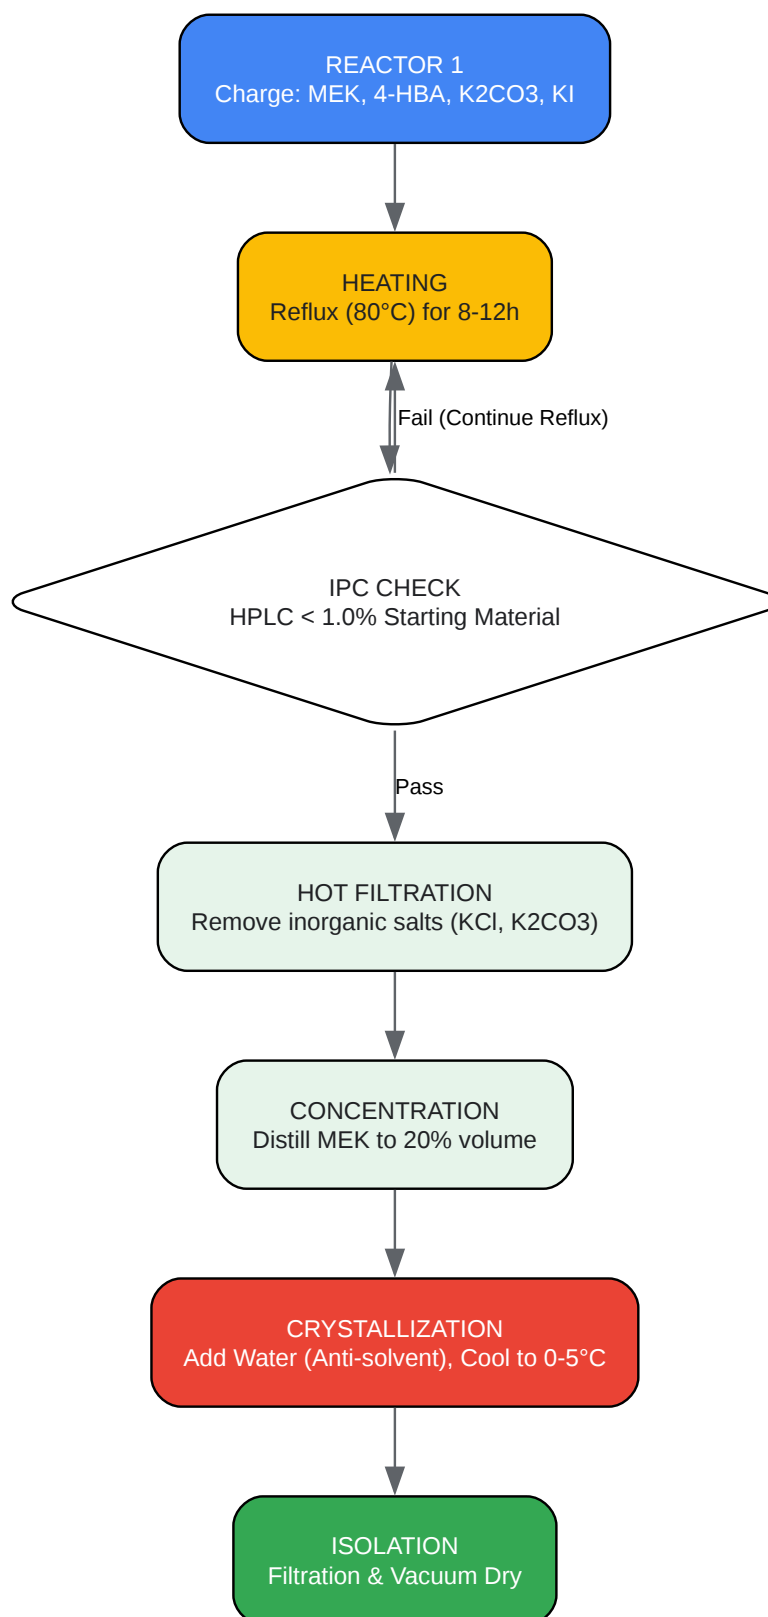 REACTOR 1
Charge: MEK, 4-HBA, K2CO3, KI
HEATING
Reflux (80°C) for 8-12h
Fail (Continue Reflux)
IPC CHECK
HPLC < 1.0% Starting Material
Pass
HOT FILTRATION
Remove inorganic salts (KCl, K2CO3)
CONCENTRATION
Distill MEK to 20% volume
CRYSTALLIZATION
Add Water (Anti-solvent), Cool to 0-5°C
ISOLATION
Filtration & Vacuum Dry